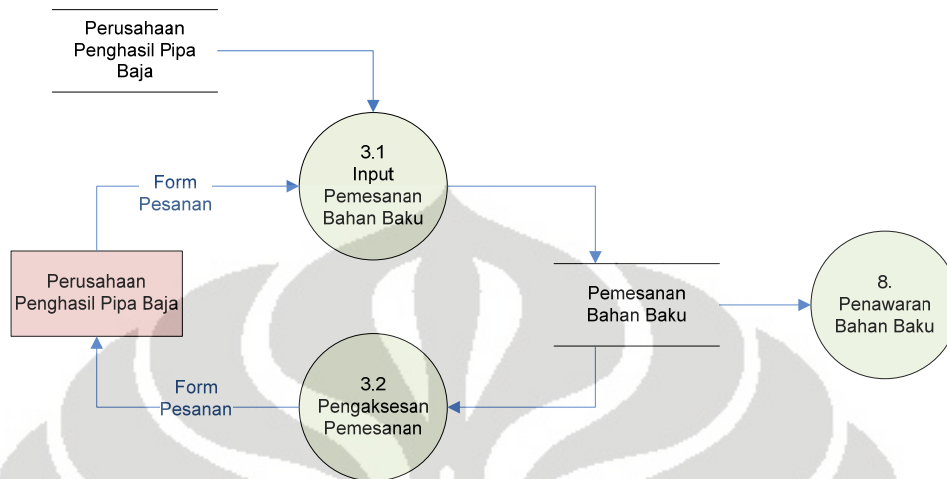 Perusahaan
Penghasil Pipa
Baja
3.1
Input
Pemesanan
Bahan Baku
Form
Pesanan
Perusahaan
Penghasil Pipa Baja
Pemesanan
Bahan Baku
8.
Penawaran
Bahan Baku
3.2
Pengaksesan
Pemesanan
Form
Pesanan